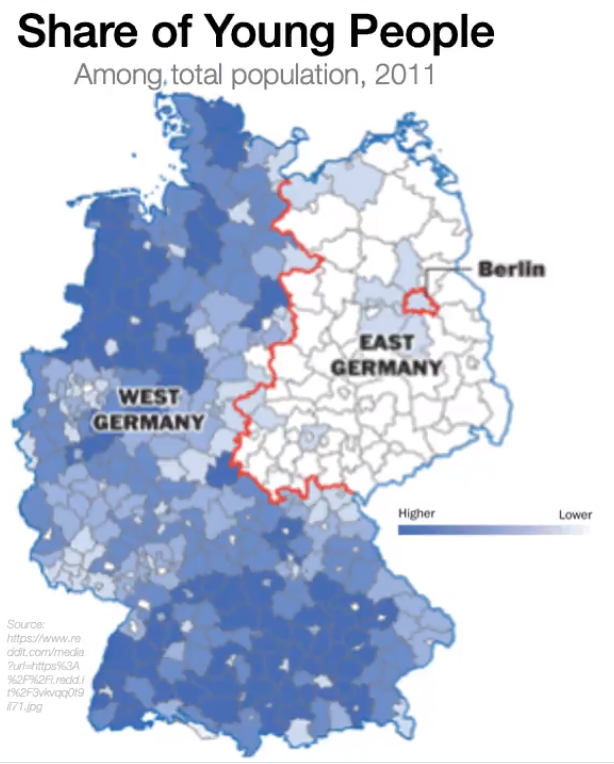 Share of Young People
Among total population, 2011
Berlin
EAST
GERMANY
WEST
GERMANY
Higher
Lower
Source:
https://www.re
ddit.com/media
?url=https%3A
%2F%2Fi.redd.i
t%2F3vkvqq0t9
il71.jpg